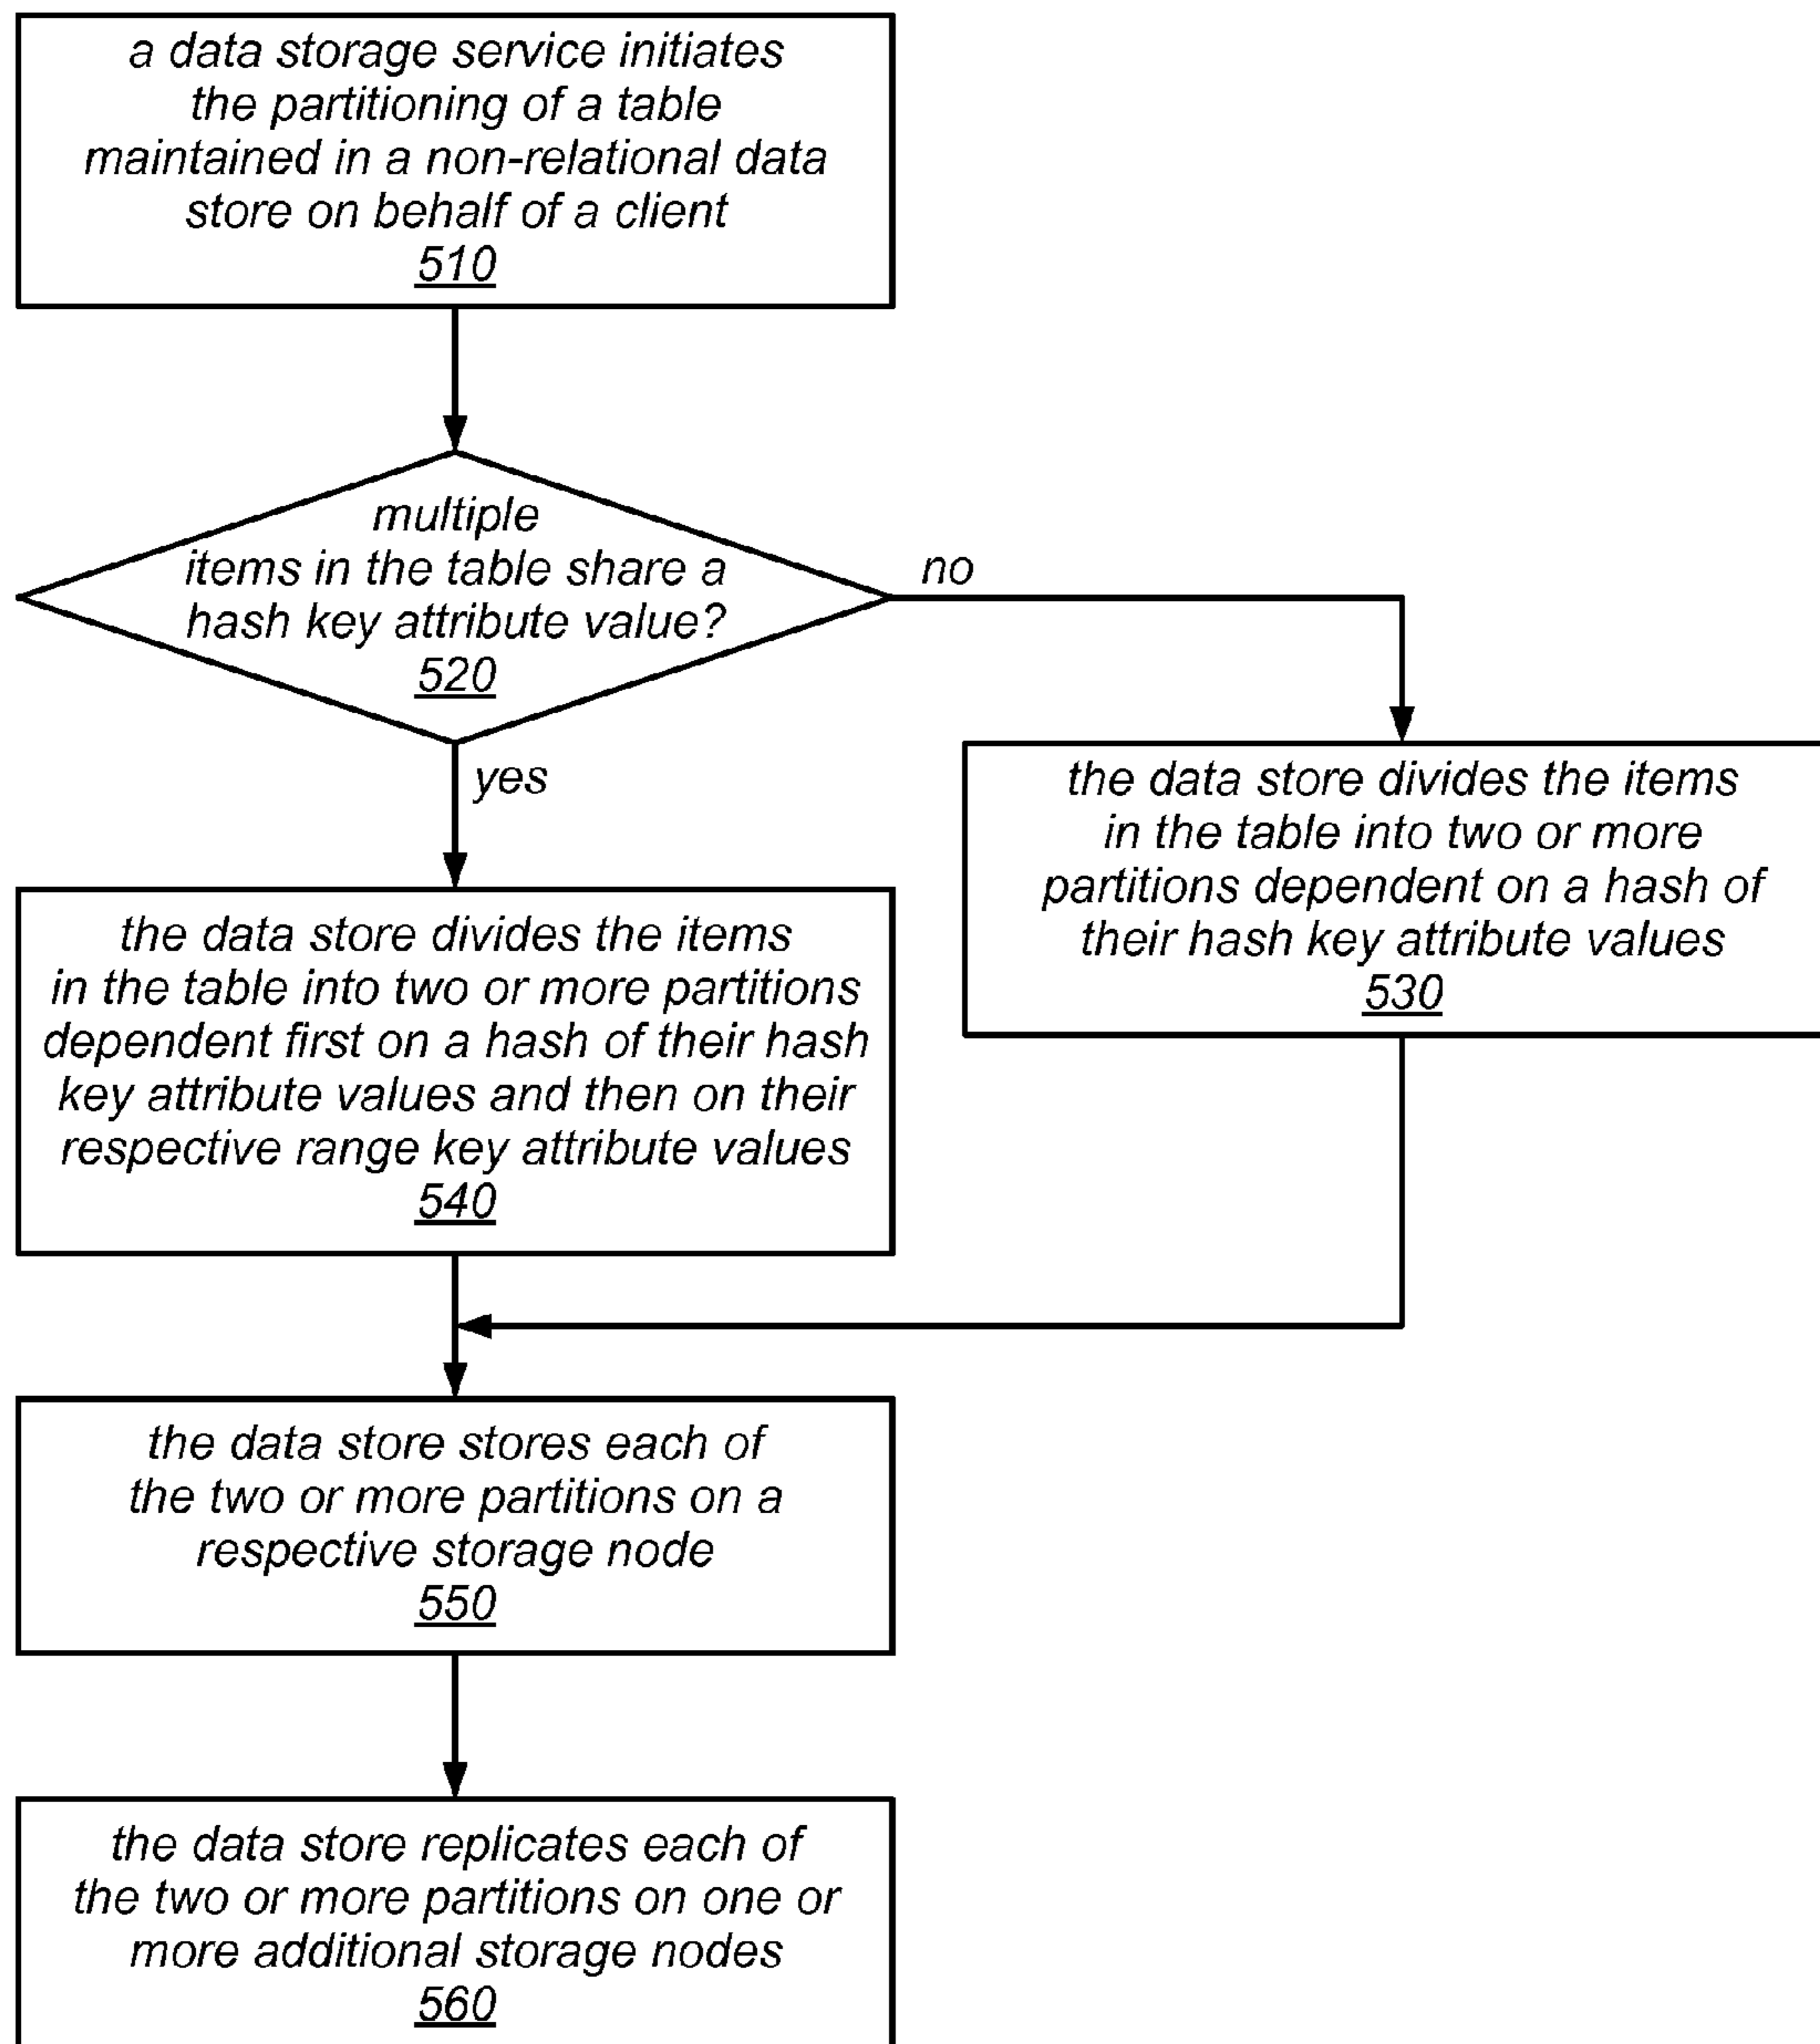 a data storage service initiates
the partitioning of a table
maintained in a non-relational data
store on behalf of a client
510
multiple
items in the table share a
hash key attribute value?
520
no
yes
the data store divides the items
in the table into two or more
partitions dependent on a hash of
their hash key attribute values
530
the data store divides the items
in the table into two or more partitions
dependent first on a hash of their hash
key attribute values and then on their
respective range key attribute values
540
the data store stores each of
the two or more partitions on a
respective storage node
550
the data store replicates each of
the two or more partitions on one or
more additional storage nodes
560